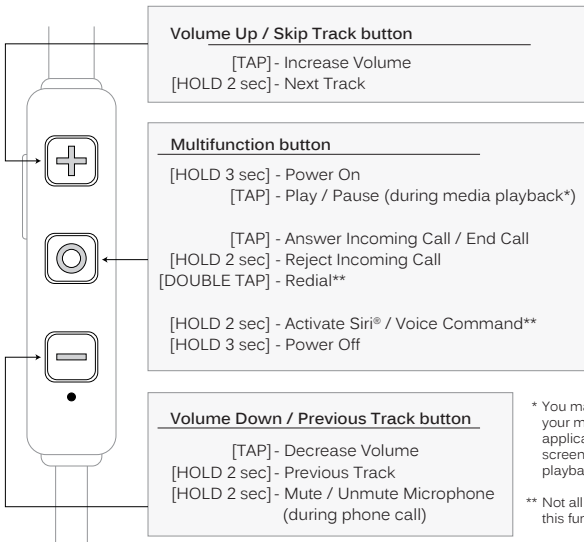 Volume Up / Skip Track button
[TAP] - Increase Volume
[HOLD 2 sec] - Next Track
Multifunction button
[HOLD 3 sec] - Power On
[TAP] - Play / Pause (during media playback*)
[TAP] - Answer Incoming Call / End Call
[HOLD 2 sec] - Reject Incoming Call
[DOUBLE TAP] - Redial**
[HOLD 2 sec] - Activate Siri® / Voice Command**
[HOLD 3 sec] - Power Off
Volume Down / Previous Track button
[TAP] - Decrease Volume
[HOLD 2 sec] - Previous Track
[HOLD 2 sec] - Mute / Unmute Microphone
(during phone call)
* You
your
screen
** Not all
this